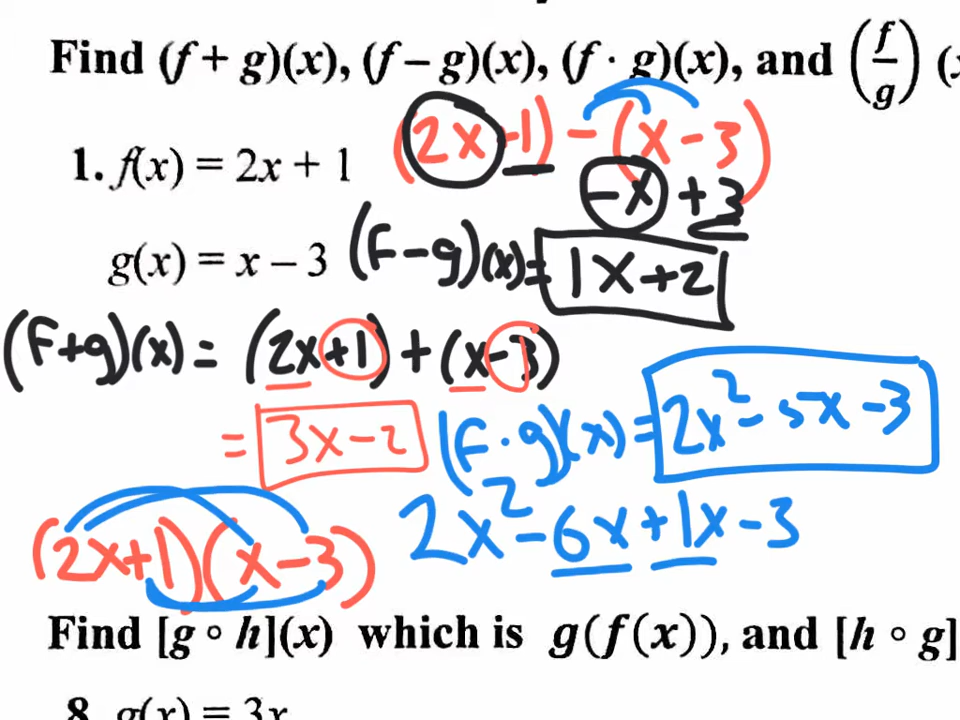 Find (f + g)(x), (f – g)(x), (f · g)(x), and (f/g) (x
(2x-1) - (x-3)
1. f(x) = 2x + 1
-x +3
g(x) = x – 3 (f-g)(x)= 1x+2
(f+g)(x) = (2x+1) + (x-3)
= 3x-2 (f·g)(x)= 2x²-5x-3
2x²-6x+1x-3
(2x+1)(x-3)
Find [g ∘ h](x) which is g(f(x)), and [h ∘ g]
8. g(x) = 3x